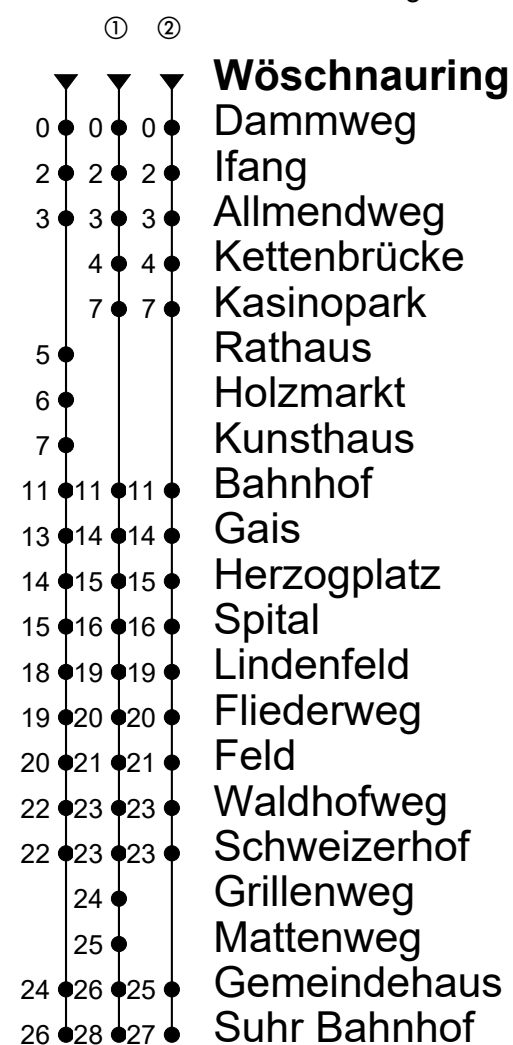 ① ②
Wöschnauring
0 0 0 Dammweg
2 2 2 Ifang
3 3 3 Allmendweg
4 4 Kettenbrücke
7 7 Kasinopark
5 Rathaus
6 Holzmarkt
7 Kunsthaus
11 11 11 Bahnhof
13 14 14 Gais
14 15 15 Herzogplatz
15 16 16 Spital
18 19 19 Lindenfeld
19 20 20 Fliederweg
20 21 21 Feld
22 23 23 Waldhofweg
22 23 23 Schweizerhof
24 Grillenweg
25 Mattenweg
24 26 25 Gemeindehaus
26 28 27 Suhr Bahnhof